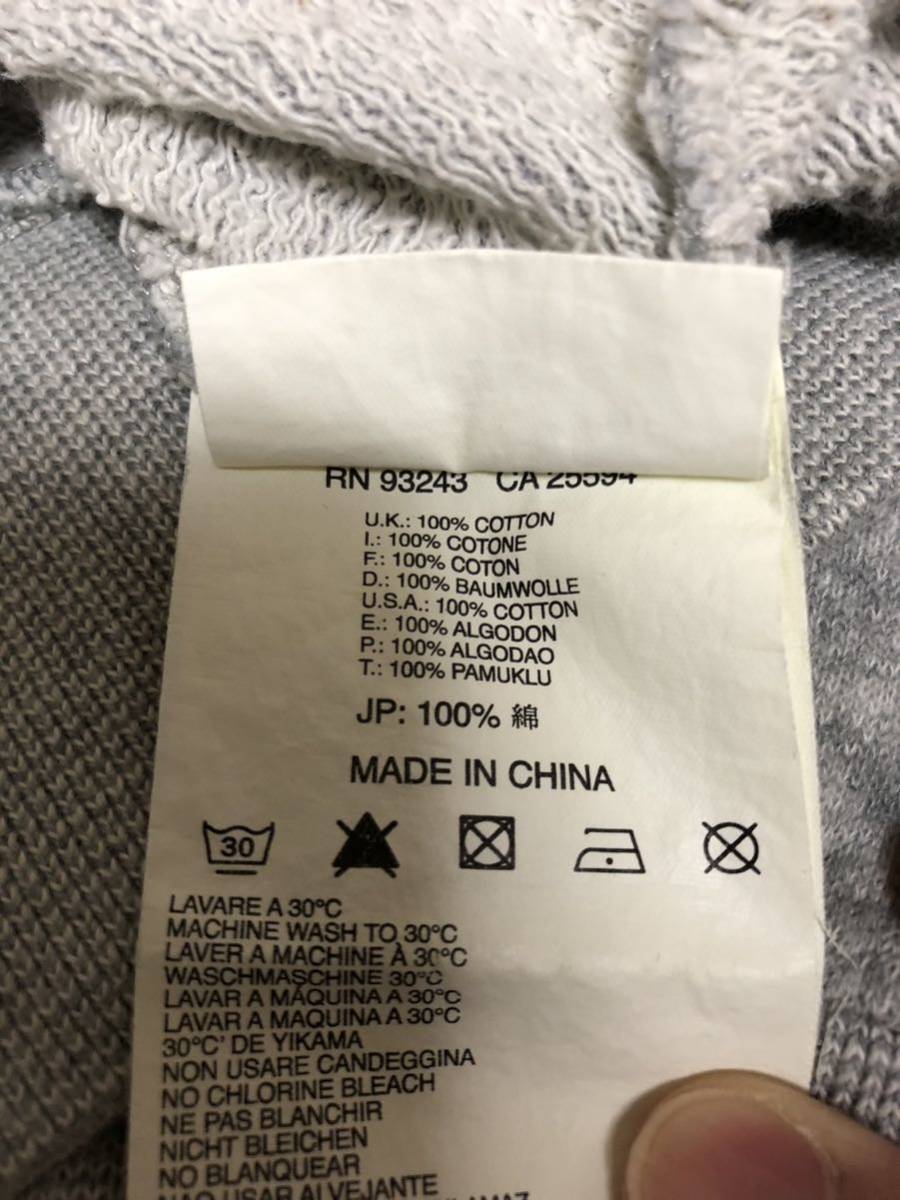 RN 93243 CA 25594
U.K.: 100% COTTON
I.: 100% COTONE
F.: 100% COTON
D.: 100% BAUMWOLLE
U.S.A.: 100% COTTON
E.: 100% ALGODON
P.: 100% ALGODAO
T.: 100% PAMUKLU
JP: 100% 綿
MADE IN CHINA
30
LAVARE A 30°C
MACHINE WASH TO 30°C
LAVER A MACHINE À 30°C
WASCHMASCHINE 30°C
LAVAR A MÁQUINA A 30°C
LAVAR A MAQUINA A 30°C
30°C' DE YIKAMA
NON USARE CANDEGGINA
NO CHLORINE BLEACH
NE PAS BLANCHIR
NICHT BLEICHEN
NO BLANQUEAR
NAO USAR ALVEJANTE